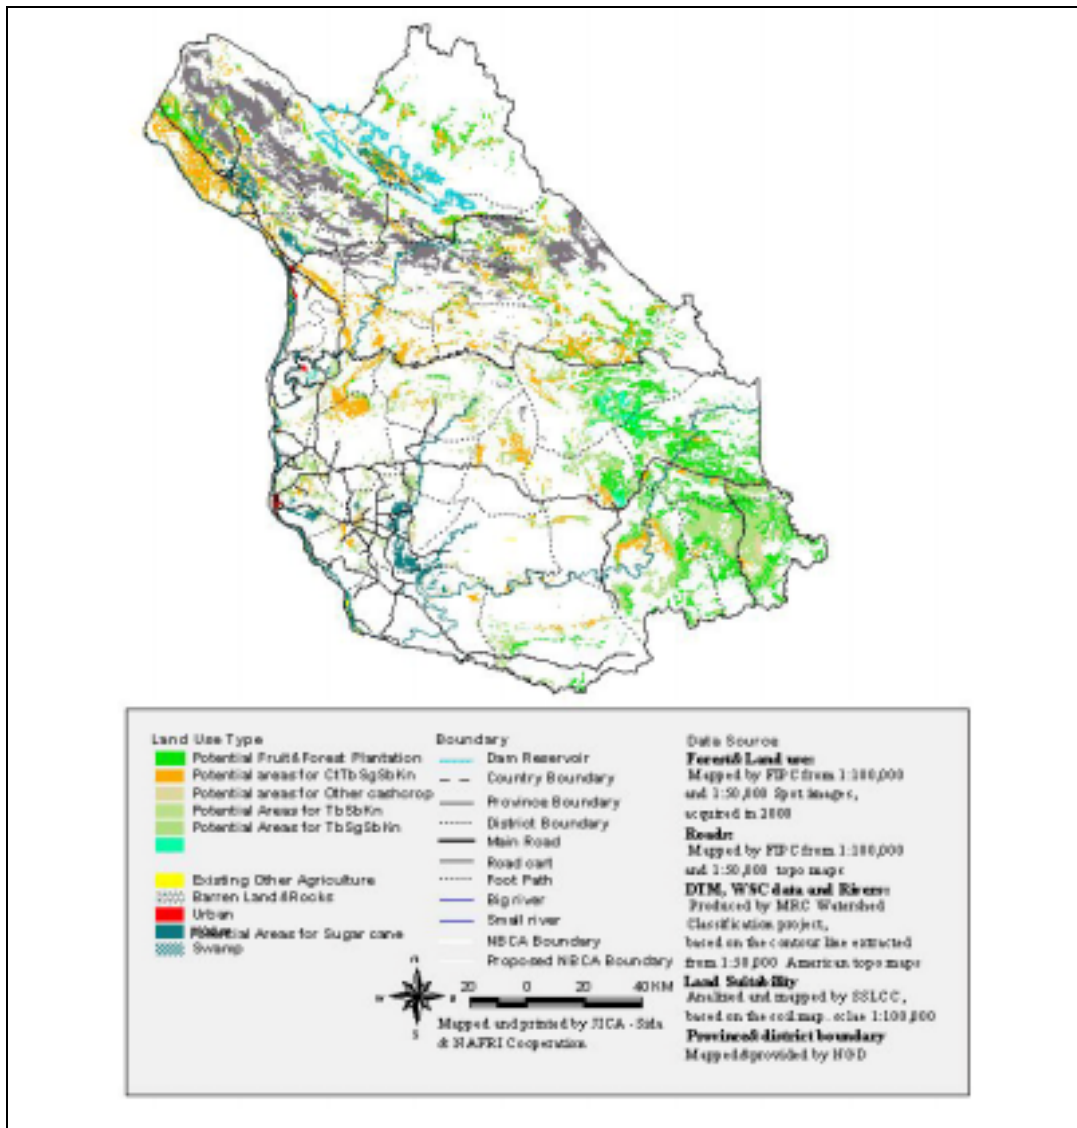 Land Use Type
Potential Fruit&Forest Plantation
Potential areas for CtTbSgSbKn
Potential areas for Other cashcrop
Potential Areas for TbSbKn
Potential Areas for TbSgSbKn
Existing Other Agriculture
Barren Land &Rocks
Urban
Potential Areas for Sugar cane
Swamp
Boundary
Dam Reservoir
Country Boundary
Province Boundary
District Boundary
Main Road
Road cart
Foot Path
Big river
Small river
NBCA Boundary
Proposed NBCA Boundary
n
W
E
S
20 0 20 40 KM
Mapped and printed by JICA - Sida
& NAFRI Cooperation
Data Source
Forest& Land use:
Mapped by FIPC from 1:100,000
and 1:50,000 Spot images,
acquired in 2000
Roads:
Mapped by FIPC from 1:100,000
and 1:50,000 topo maps
DTM, WSC data and Rivers:
Produced by MRC Watershed
Classification project,
based on the contour line extracted
from 1:50,000 American topo maps
Land Suitability
Analised and mapped by SSLCC,
based on the soil map. sclae 1:100,000
Province& district boundary
Mapped&provided by NGD